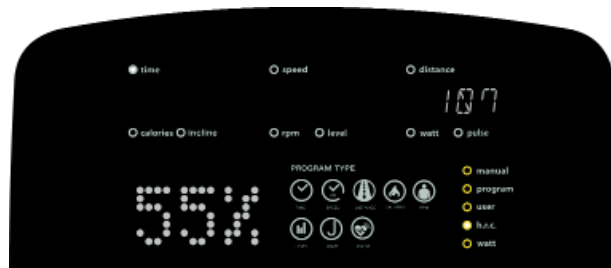 time speed distance
107
calories incline rpm level watt pulse
PROGRAM TYPE
manual
program
user
h.r.c.
watt
55%